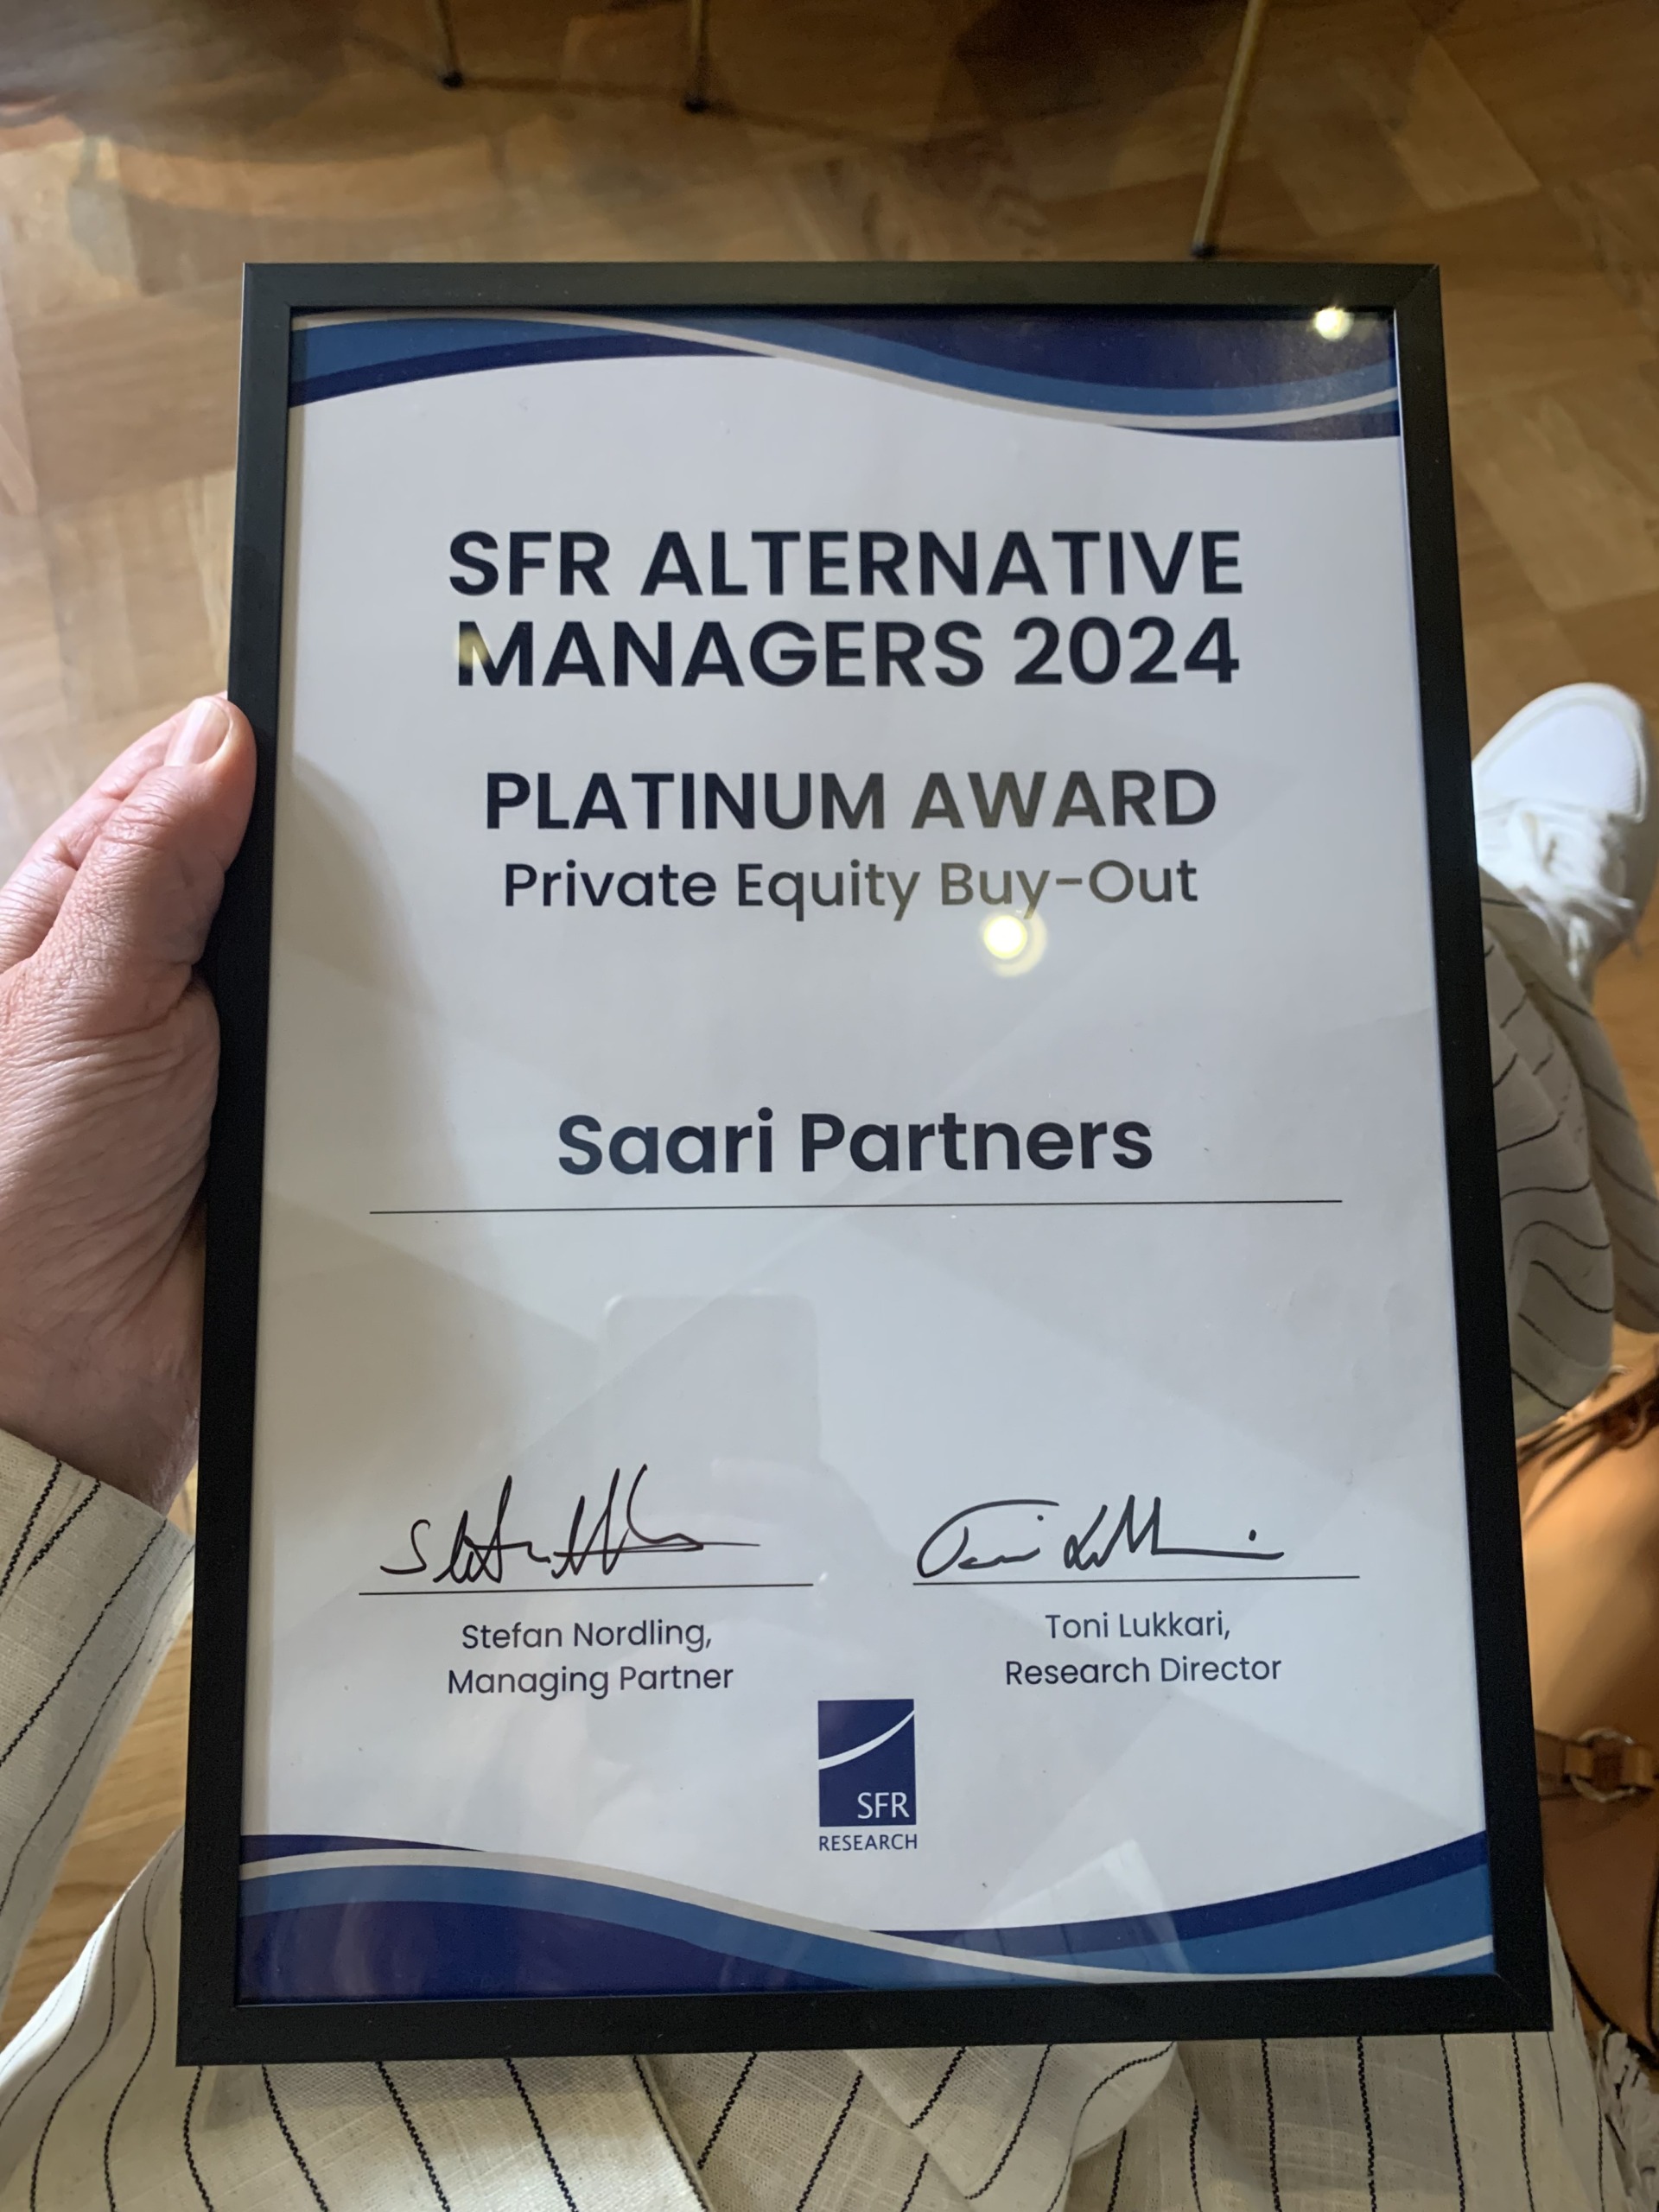 SFR ALTERNATIVE
MANAGERS 2024
PLATINUM AWARD
Private Equity Buy-Out
Saari Partners
Stefan Nordling,
Managing Partner
Toni Lukkari,
Research Director
SFR
RESEARCH